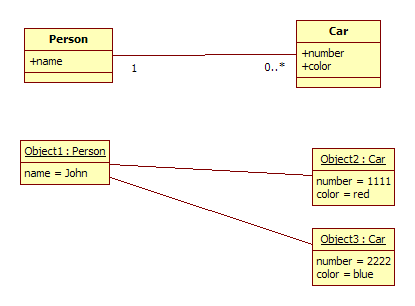 Person
+name
Car
+number
+color
1
0..*
Object1 : Person
name = John
Object2 : Car
number = 1111
color = red
Object3 : Car
number = 2222
color = blue